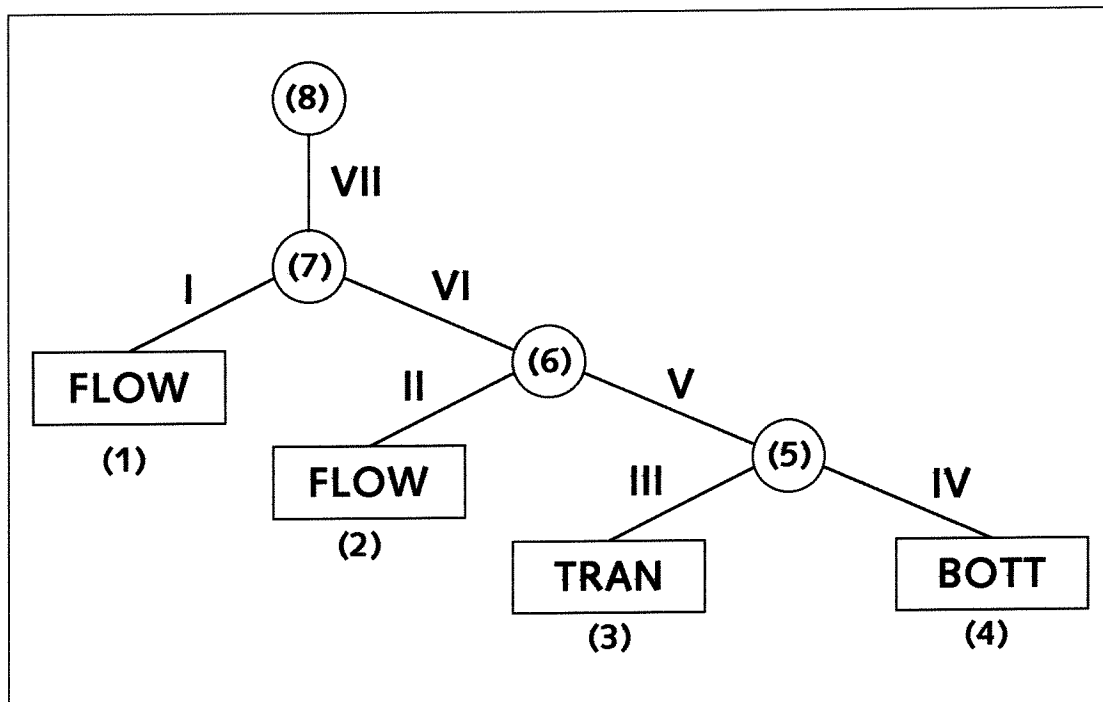 (8)
VII
(7)
I
VI
FLOW
(1)
(6)
II
V
FLOW
(2)
(5)
III
IV
TRAN
(3)
BOTT
(4)